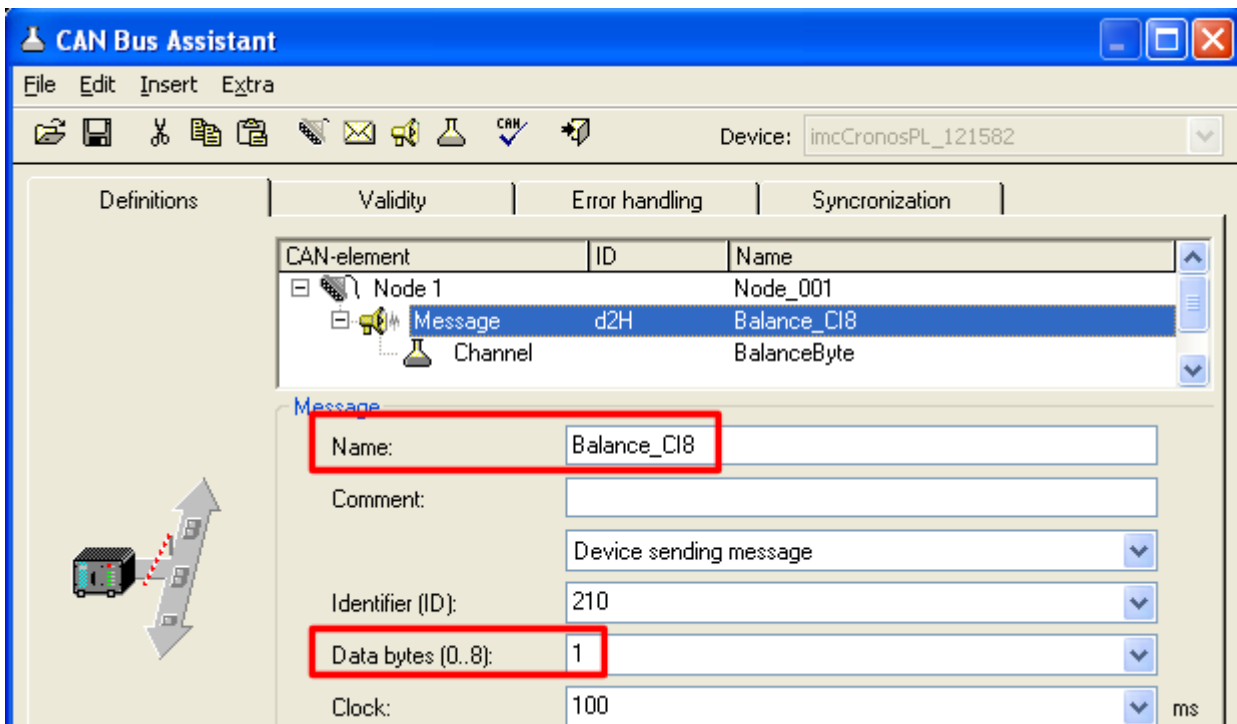 CAN Bus Assistant
File Edit Insert Extra
CAN Device: imcCronosPL_121582
Definitions Validity Error handling Syncronization
CAN-element ID Name
Node 1 Node_001
Message d2H Balance_CI8
Channel BalanceByte
Message
Name: Balance_CI8
Comment:
Device sending message
Identifier (ID): 210
Data bytes (0..8): 1
Clock: 100 ms